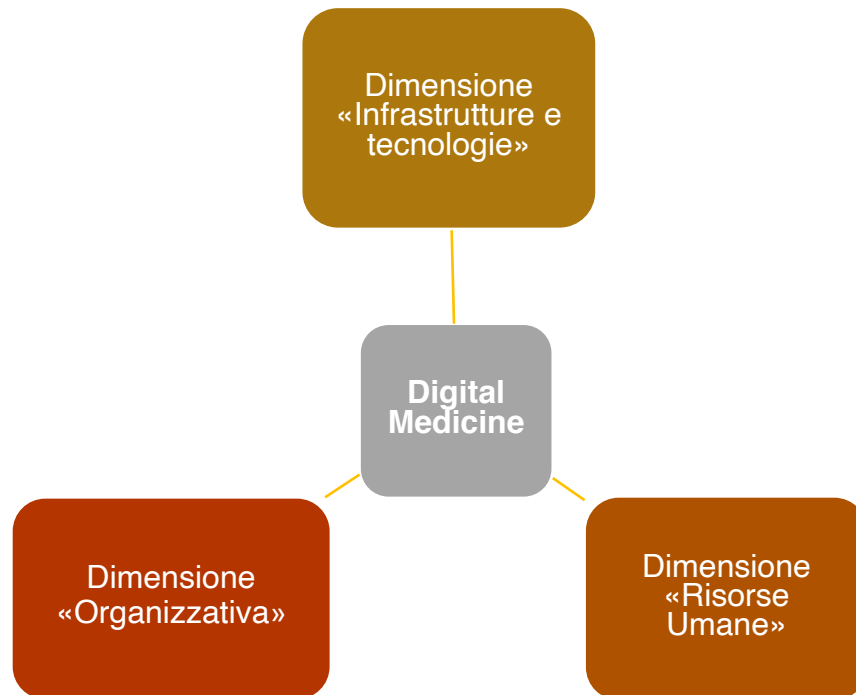 Dimensione
«Infrastrutture e
tecnologie»
Digital
Medicine
Dimensione
«Organizzativa»
Dimensione
«Risorse
Umane»